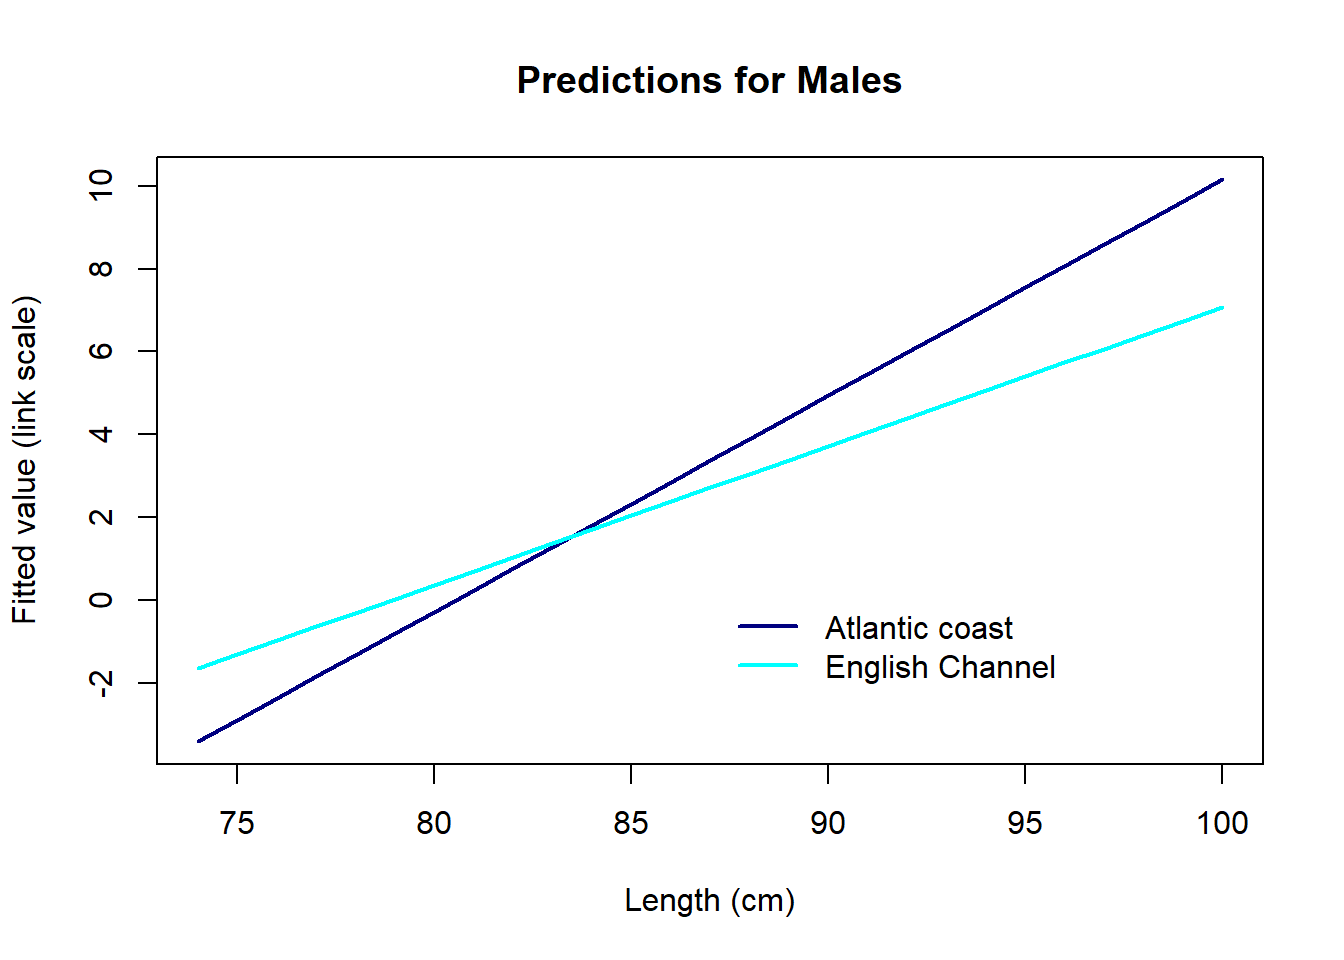 Predictions for Males
Fitted value (link scale)
10
8
6
4
2
0
-2
Atlantic coast
English Channel
75 80 85 90 95 100
Length (cm)